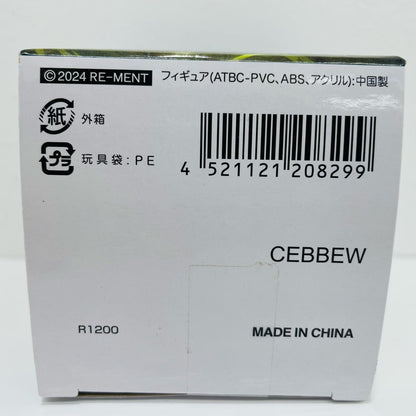 ©2024 RE-MENT フィギュア(ATBC-PVC、ABS、アクリル):中国製
紙 外箱
プラ 玩具袋:PE
4 521121 208299
CEBBEW
R1200 MADE IN CHINA